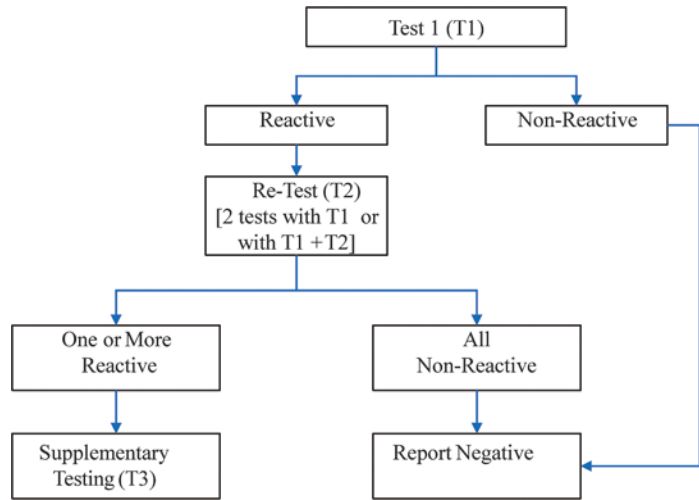 Test 1 (T1)
Reactive
Non-Reactive
Re-Test (T2)
[2 tests with T1 or
with T1 +T2]
One or More
Reactive
All
Non-Reactive
Supplementary
Testing (T3)
Report Negative